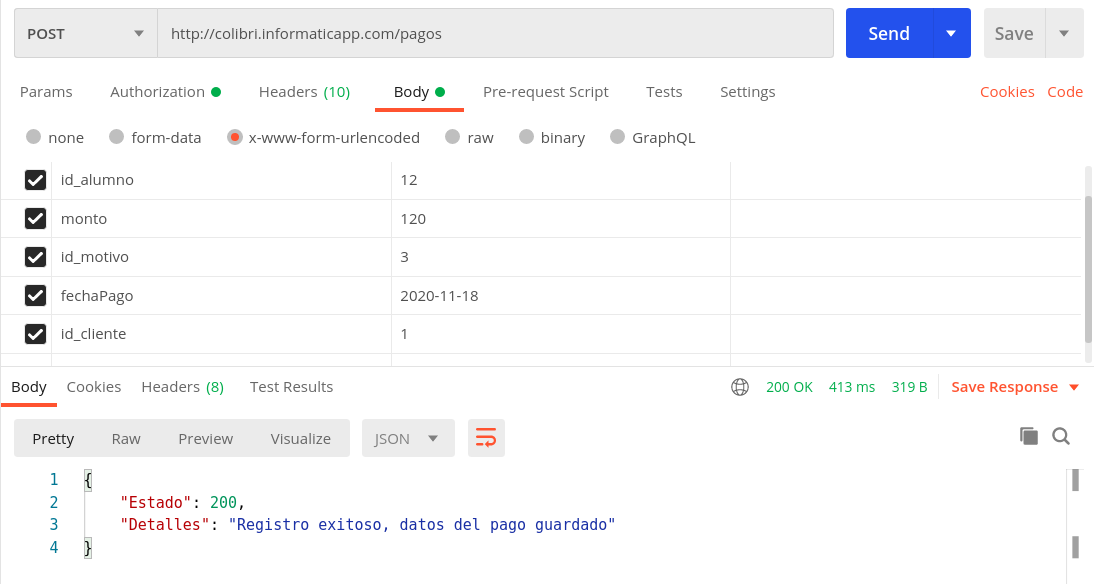 POST http://colibri.informaticapp.com/pagos Send Save
Params Authorization Headers (10) Body Pre-request Script Tests Settings Cookies Code
none form-data x-www-form-urlencoded raw binary GraphQL
id_alumno 12
monto 120
id_motivo 3
fechaPago 2020-11-18
id_cliente 1
Body Cookies Headers (8) Test Results 200 OK 413 ms 319 B Save Response
Pretty Raw Preview Visualize JSON
1 {
2 "Estado": 200,
3 "Detalles": "Registro exitoso, datos del pago guardado"
4 }